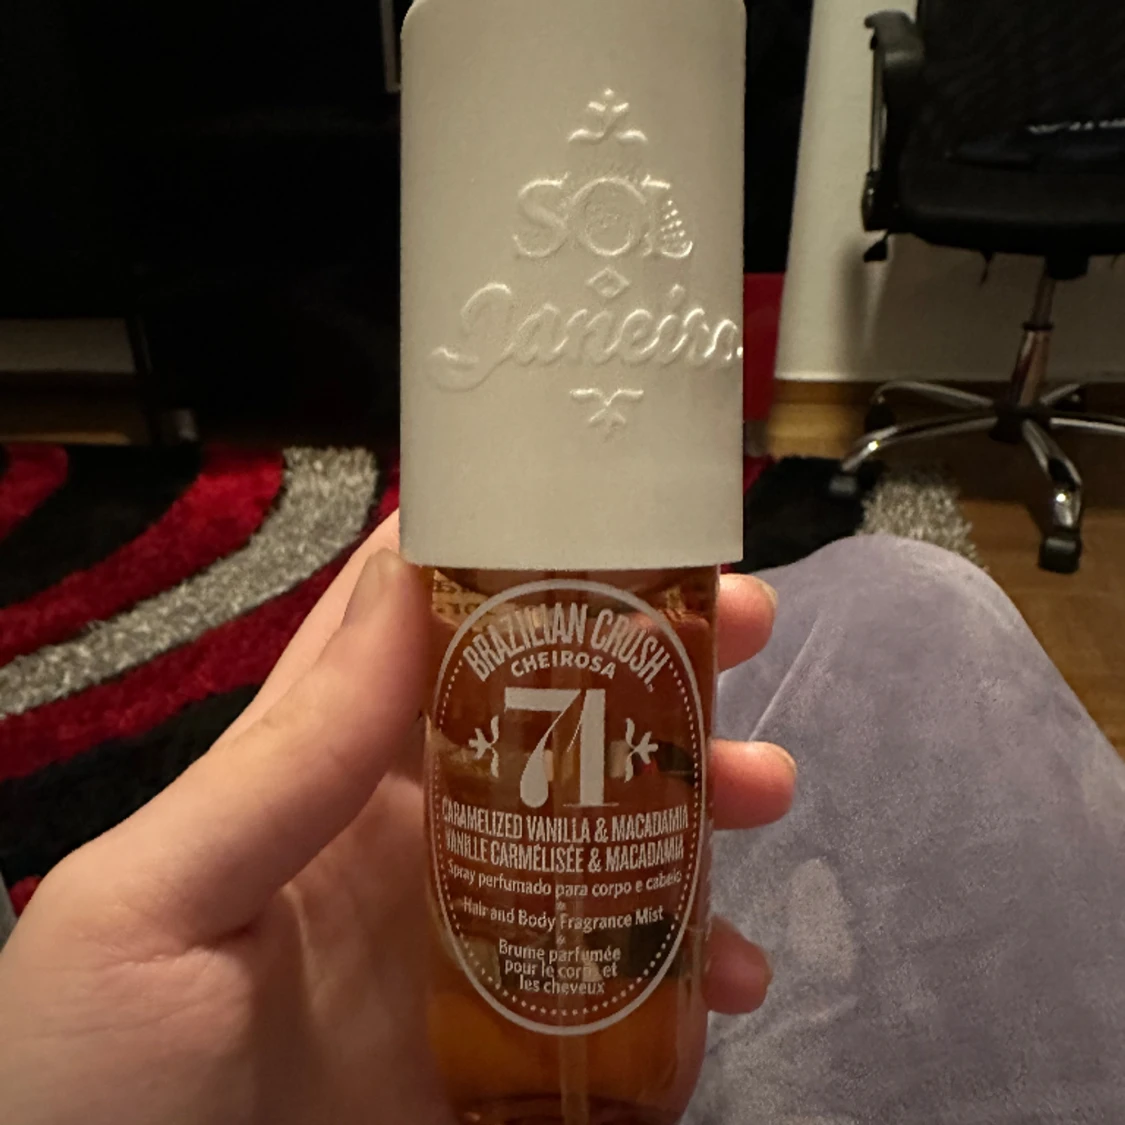 SOL
Janeiro
BRAZILIAN CRUSH™
CHEIROSA
71
CARAMELIZED VANILLA & MACADAMIA
VANILLE CARMÉLISÉE & MACADAMIA
Spray perfumado para corpo e cabelo
Hair and Body Fragrance Mist
Brume parfumée
pour le corps et
les cheveux